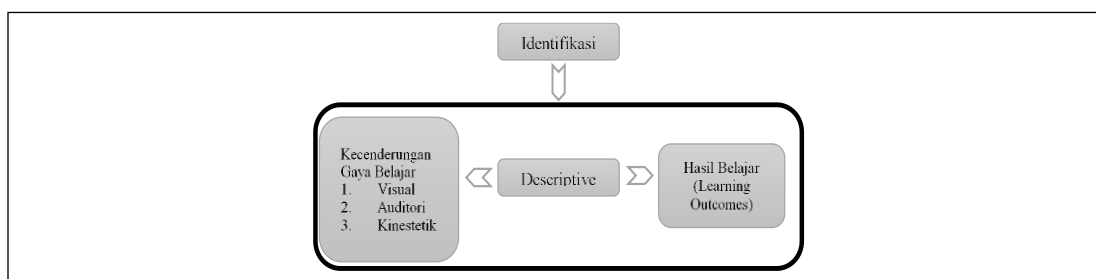 Identifikasi
Kecenderungan
Gaya Belajar
1. Visual
2. Auditori
3. Kinestetik
Descriptive
Hasil Belajar
(Learning
Outcomes)